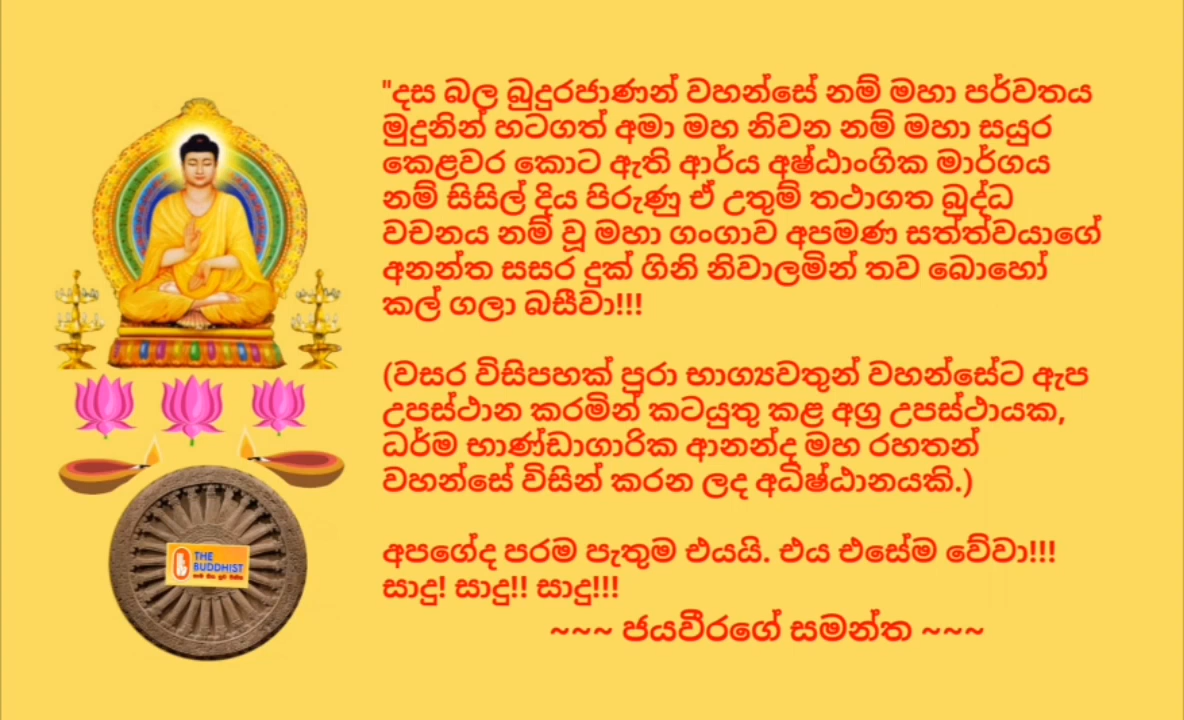 "දස බල බුදුරජාණන් වහන්සේ නම් මහා පර්වතය
මුදුනින් හටගත් අමා මහ නිවන නම් මහා සයුර
කෙළවර කොට ඇති ආර්ය අෂ්ඨාංගික මාර්ගය
නම් සිසිල් දිය පිරුණු ඒ උතුම් තථාගත බුද්ධ
වචනය නම් වූ මහා ගංගාව අපමණ සත්ත්වයාගේ
අනන්ත සසර දුක් ගිනි නිවාලමින් තව බොහෝ
කල් ගලා බසීවා!!!
(වසර විසිපහක් පුරා භාග්‍යවතුන් වහන්සේට ඇප
උපස්ථාන කරමින් කටයුතු කළ අග්‍ර උපස්ථායක,
ධර්ම භාණ්ඩාගාරික ආනන්ද මහ රහතන්
වහන්සේ විසින් කරන ලද අධිෂ්ඨානයකි.)
අපගේද පරම පැතුම එයයි. එය එසේම වේවා!!!
සාදු! සාදු!! සාදු!!!
~~~ ජයවීරගේ සමන්ත ~~~
THE
BUDDHIST